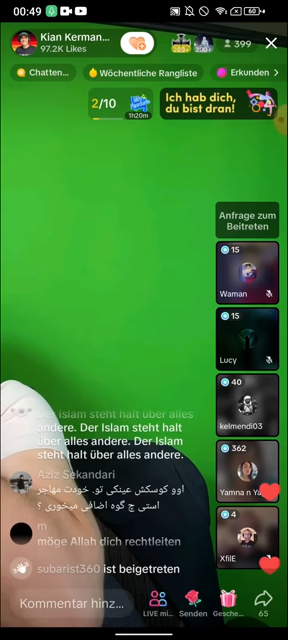 00:49
60
Kian Kerman...
97.2K Likes
399
Chatten...
Wöchentliche Rangliste
Erkunden
2/10
1h20m
Ich hab dich,
du bist dran!
Anfrage zum
Beitreten
15
Waman
15
Lucy
40
kelmendi03
362
Yamna n Ya
4
XfilE
Der Islam steht halt über alles
andere. Der Islam steht halt
über alles andere. Der Islam
steht halt über alles andere.
Aziz Sekandari
اوو کوسکش عینکی تو. خودت مهاجر
استی چ گوه اضافی میخوری ؟
m
möge Allah dich rechtleiten
subarist360 ist beigetreten
Kommentar hinz...
LIVE mi...
Senden
Gesche...
65